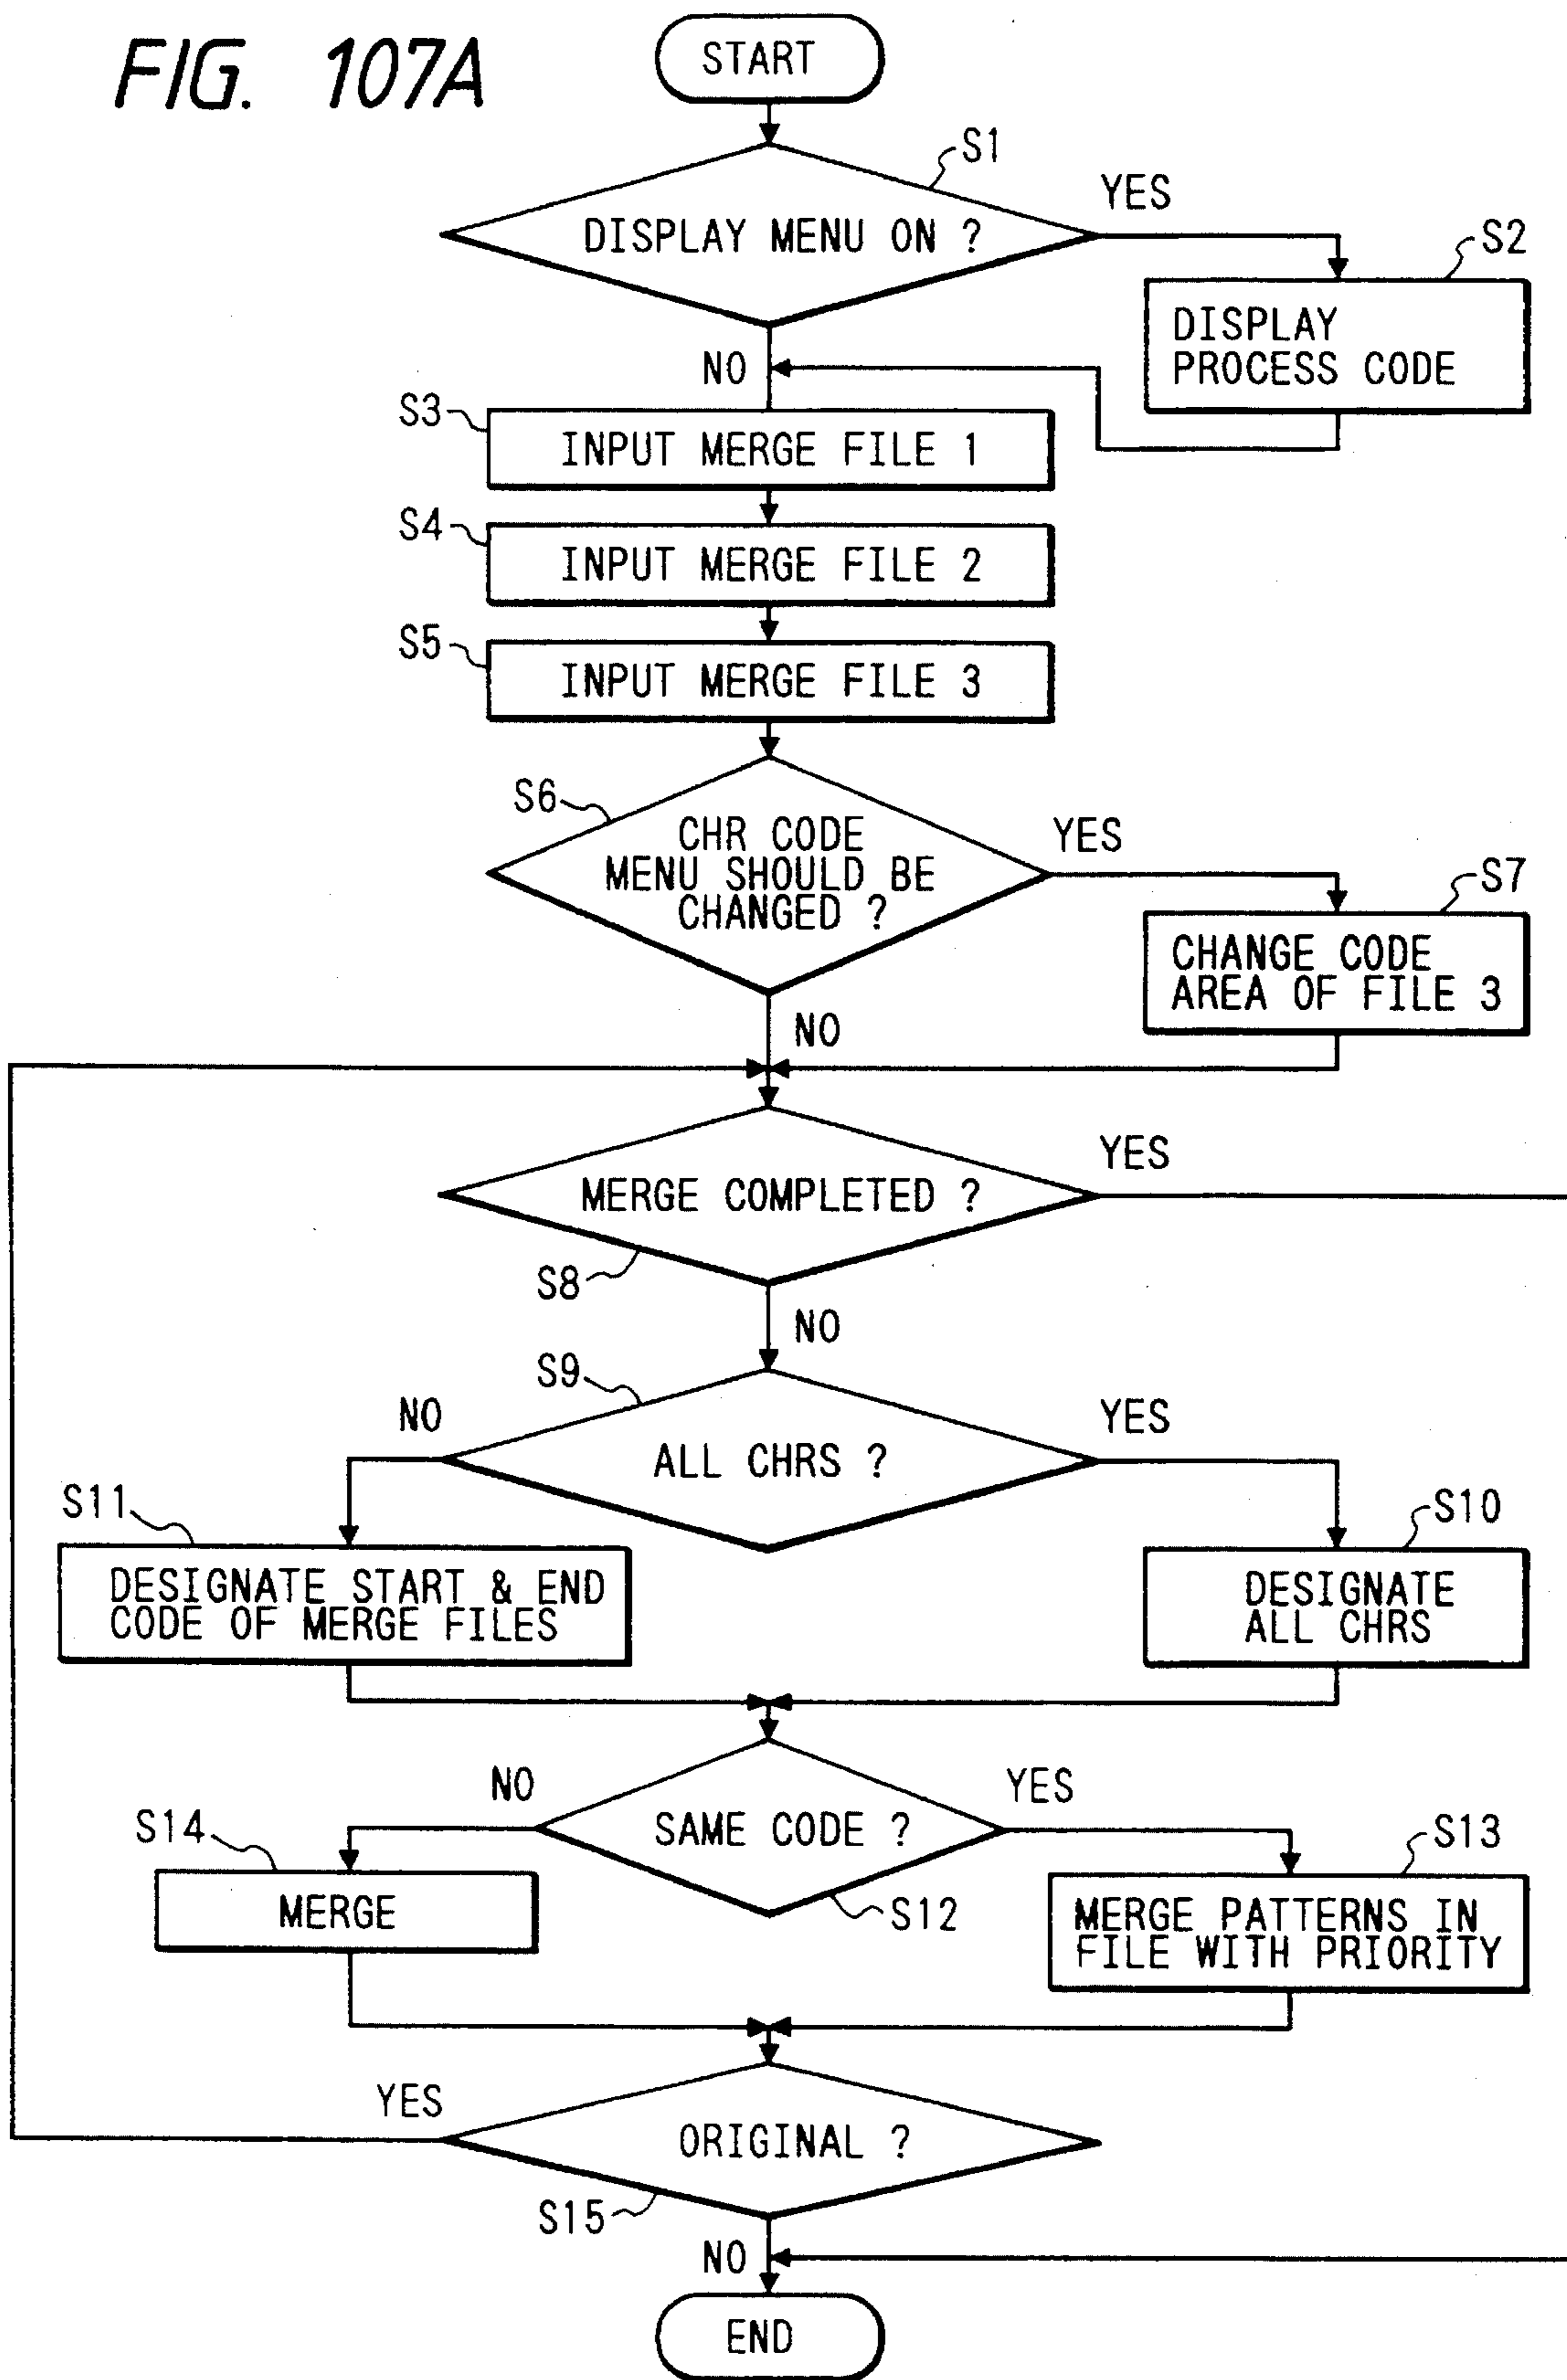 FIG. 107A
START
S1
DISPLAY MENU ON ?
YES
S2
DISPLAY
PROCESS CODE
NO
S3
INPUT MERGE FILE 1
S4
INPUT MERGE FILE 2
S5
INPUT MERGE FILE 3
S6
CHR CODE
MENU SHOULD BE
CHANGED ?
YES
S7
CHANGE CODE
AREA OF FILE 3
NO
MERGE COMPLETED ?
YES
S8
NO
S9
NO
ALL CHRS ?
YES
S11
DESIGNATE START & END
CODE OF MERGE FILES
S10
DESIGNATE
ALL CHRS
NO
SAME CODE ?
YES
S14
MERGE
S12
S13
MERGE PATTERNS IN
FILE WITH PRIORITY
YES
ORIGINAL ?
S15
NO
END